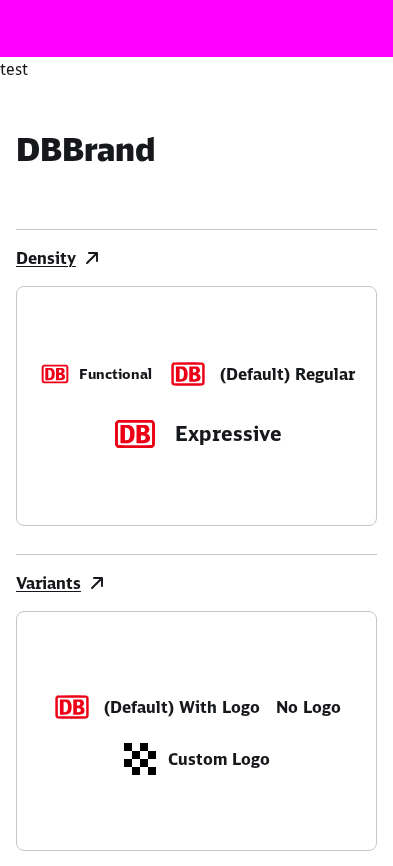 test
DBBrand
Density
DB Functional DB (Default) Regular
DB Expressive
Variants
DB (Default) With Logo No Logo
Custom Logo